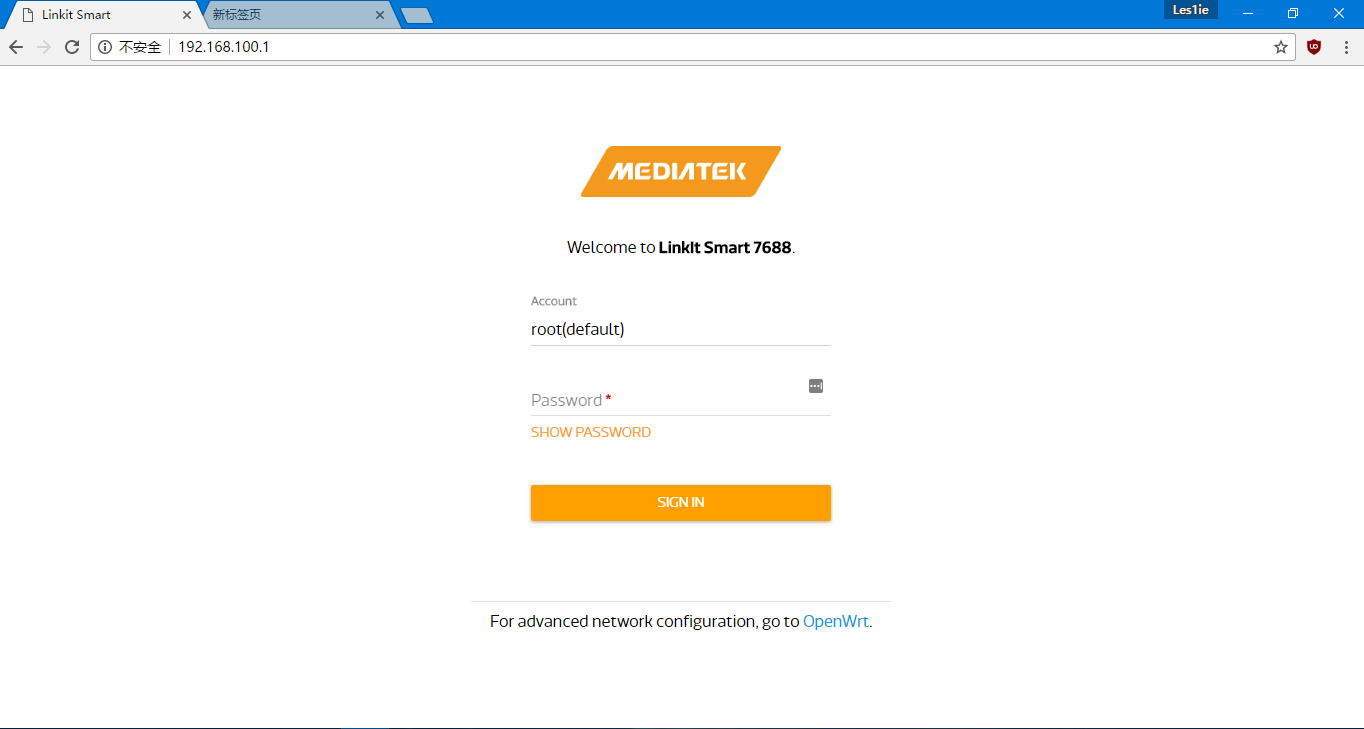 Linkit Smart
新标签页
Les1ie
不安全 192.168.100.1
MEDIATEK
Welcome to LinkIt Smart 7688.
Account
root(default)
Password *
SHOW PASSWORD
SIGN IN
For advanced network configuration, go to OpenWrt.